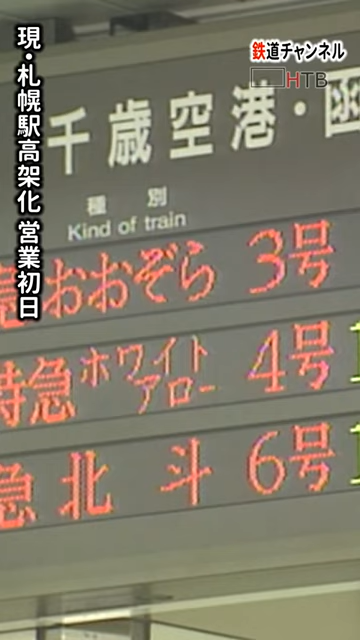 現・札幌駅高架化 営業初日
鉄道チャンネル
HTB
千歳空港・函
種別
Kind of train
急おおぞら 3号
特急ホワイトアロー 4号
急北斗 6号